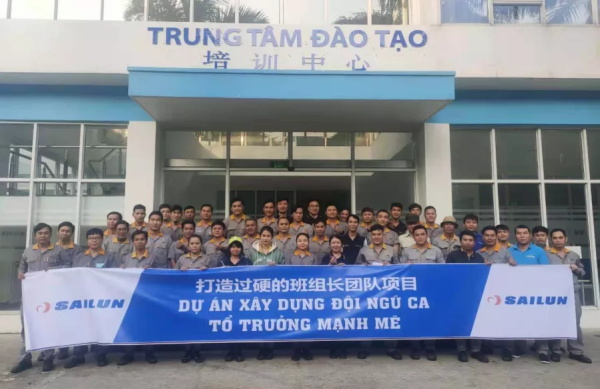 TRUNG TÂM ĐÀO TẠO
培训中心
SAILUN
打造过硬的班组长团队项目
DỰ ÁN XÂY DỰNG ĐỘI NGŨ CA
TỔ TRƯỞNG MẠNH MẼ
SAILUN